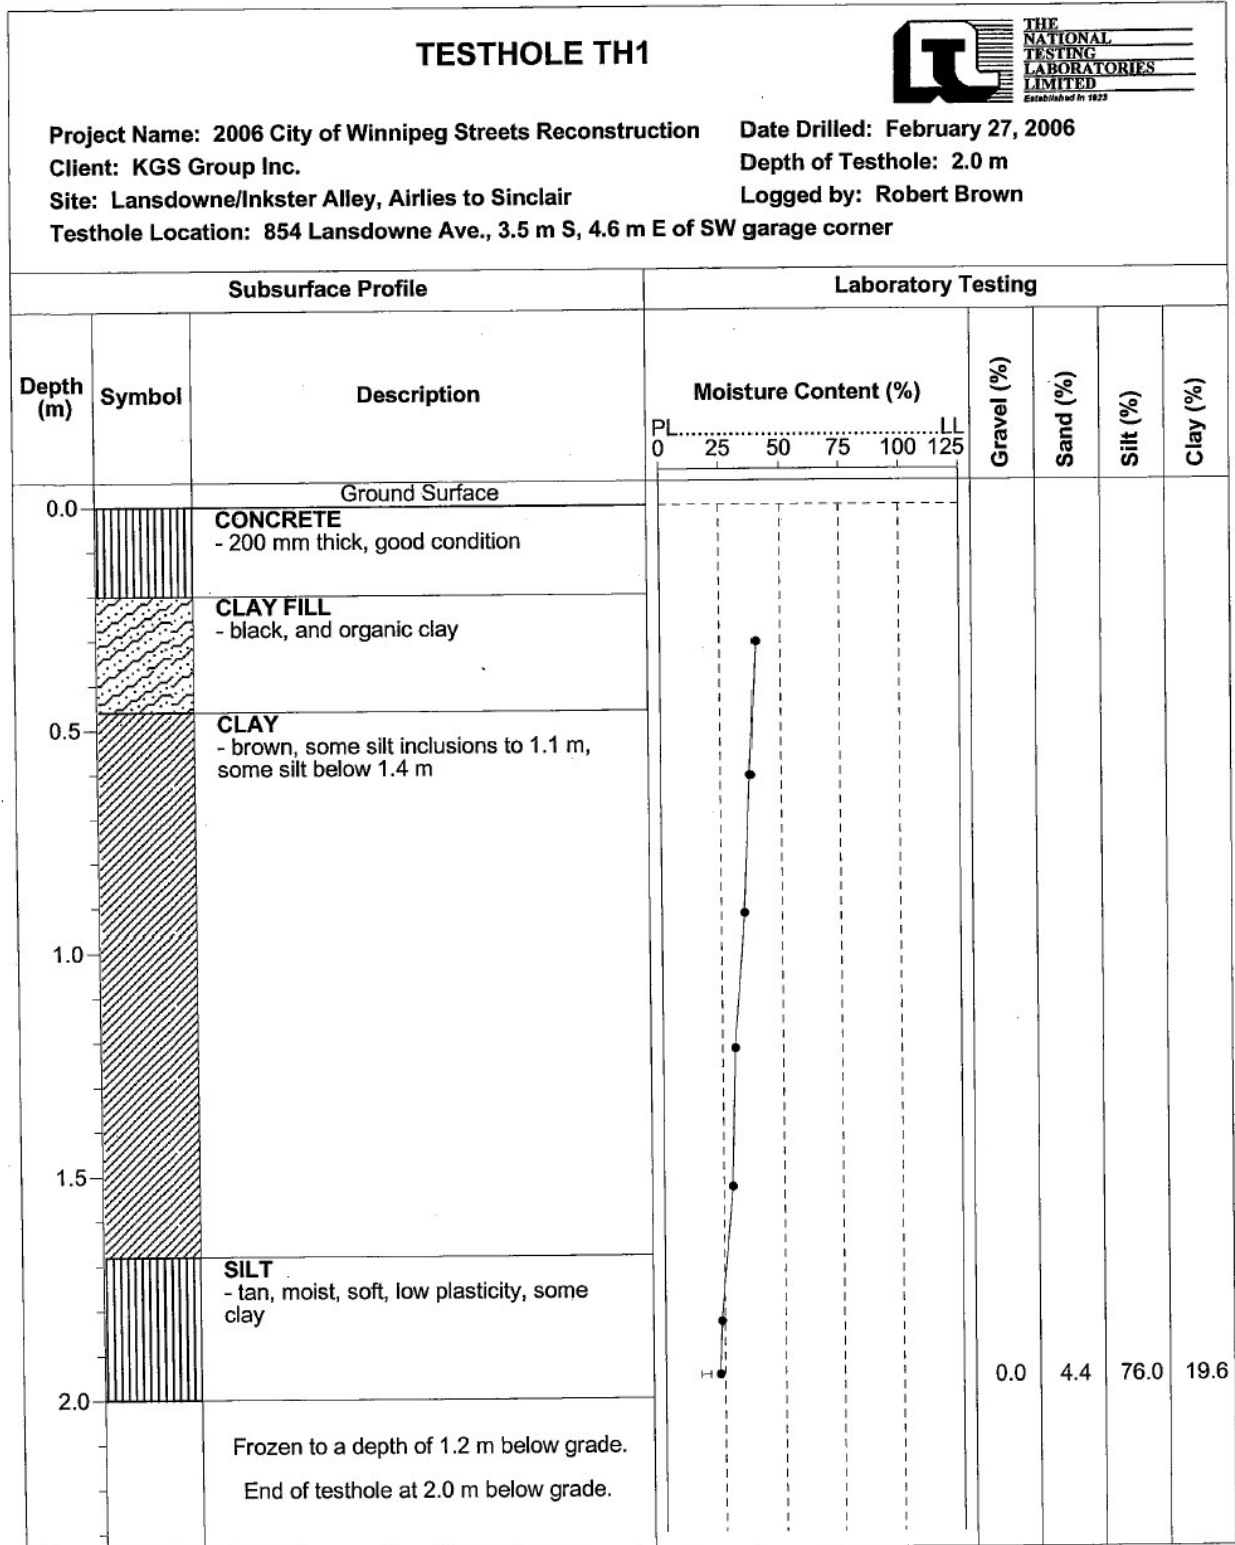 TESTHOLE TH1
THE
NATIONAL
TESTING
LABORATORIES
LIMITED
Established in 1923
Project Name: 2006 City of Winnipeg Streets Reconstruction
Date Drilled: February 27, 2006
Client: KGS Group Inc.
Depth of Testhole: 2.0 m
Site: Lansdowne/Inkster Alley, Airlies to Sinclair
Logged by: Robert Brown
Testhole Location: 854 Lansdowne Ave., 3.5 m S, 4.6 m E of SW garage corner
Subsurface Profile
Laboratory Testing
Depth
(m)
Symbol
Description
Moisture Content (%)
PL LL
0 25 50 75 100 125
Gravel (%)
Sand (%)
Silt (%)
Clay (%)
Ground Surface
0.0
CONCRETE
- 200 mm thick, good condition
CLAY FILL
- black, and organic clay
0.5
CLAY
- brown, some silt inclusions to 1.1 m,
some silt below 1.4 m
1.0
1.5
SILT
- tan, moist, soft, low plasticity, some
clay
0.0 4.4 76.0 19.6
2.0
Frozen to a depth of 1.2 m below grade.
End of testhole at 2.0 m below grade.